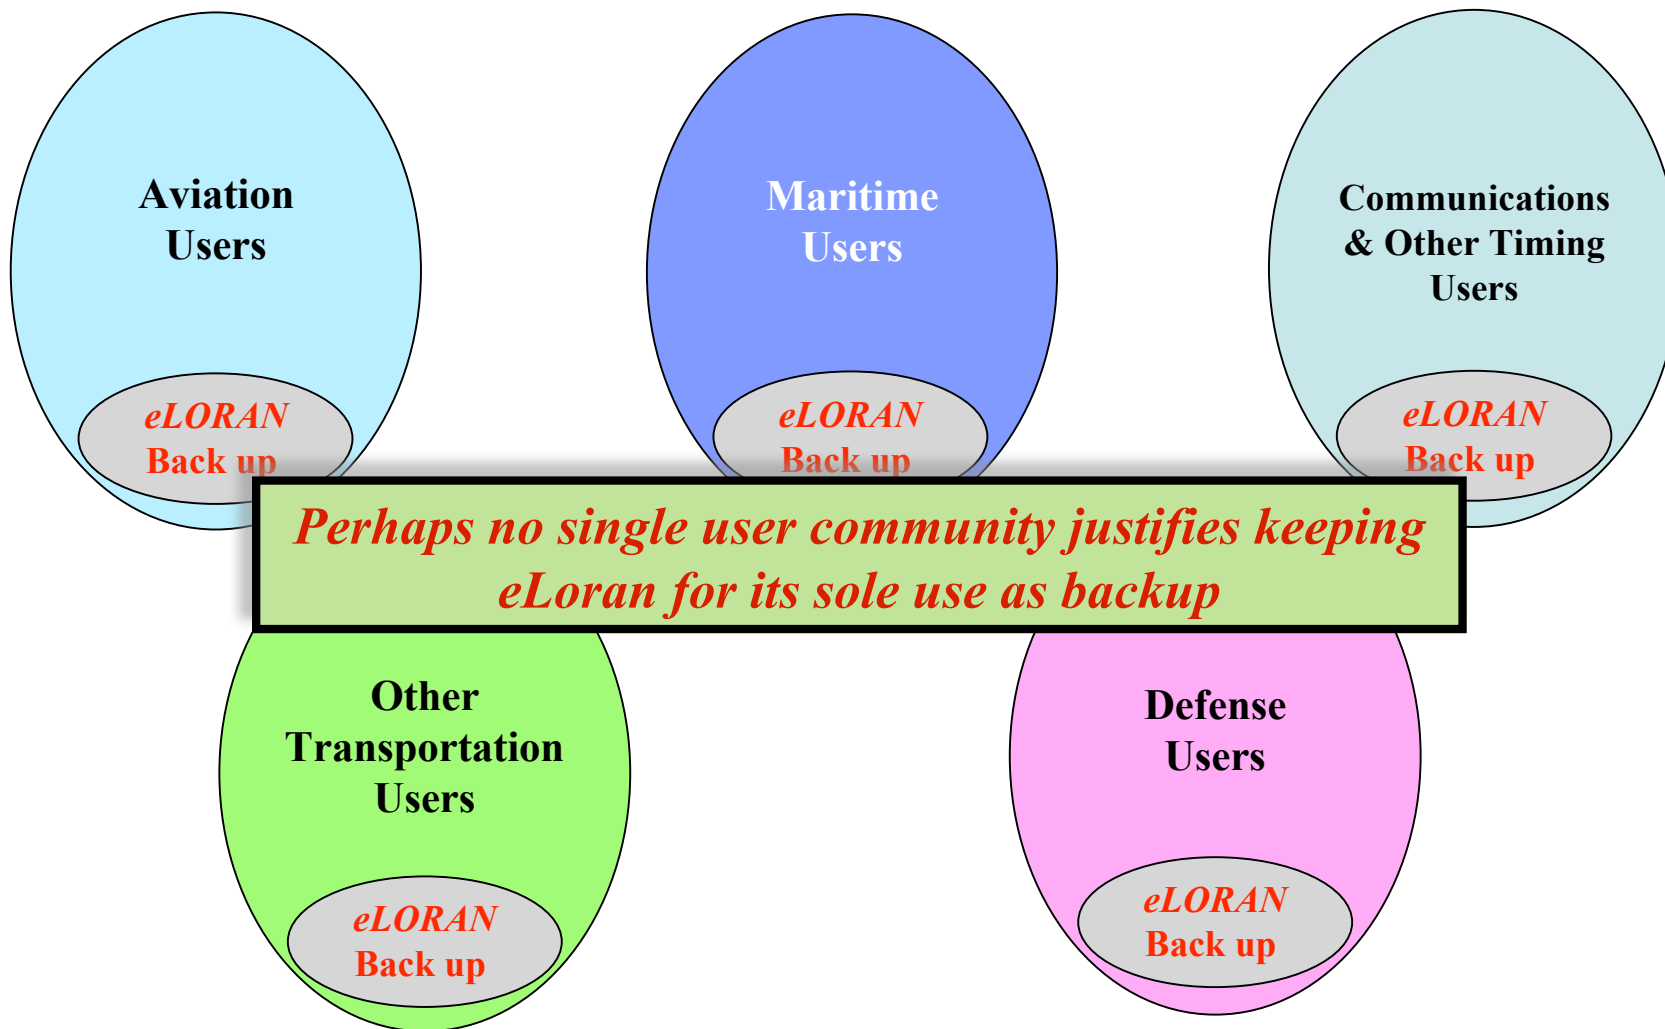 Aviation
Users
Maritime
Users
Communications
& Other Timing
Users
eLORAN
Back up
eLORAN
Back up
eLORAN
Back up
Perhaps no single user community justifies keeping
eLoran for its sole use as backup
Other
Transportation
Users
Defense
Users
eLORAN
Back up
eLORAN
Back up